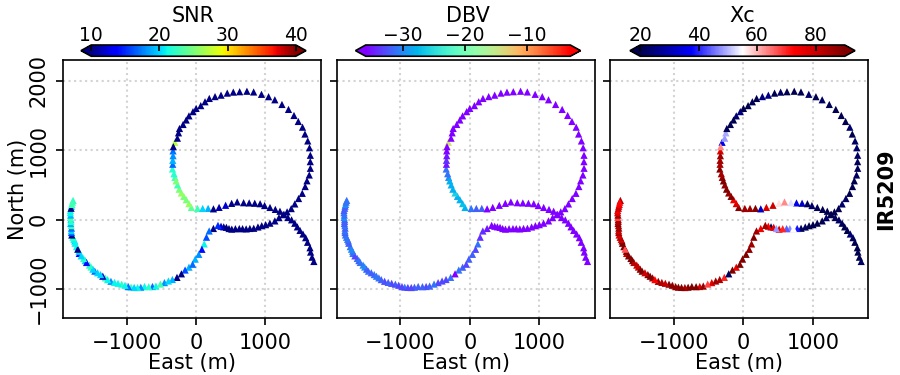 SNR
10 20 30 40
DBV
−30 −20 −10
Xc
20 40 60 80
North (m)
2000
1000
0
−1000
−1000 0 1000
East (m)
−1000 0 1000
East (m)
−1000 0 1000
East (m)
IR5209